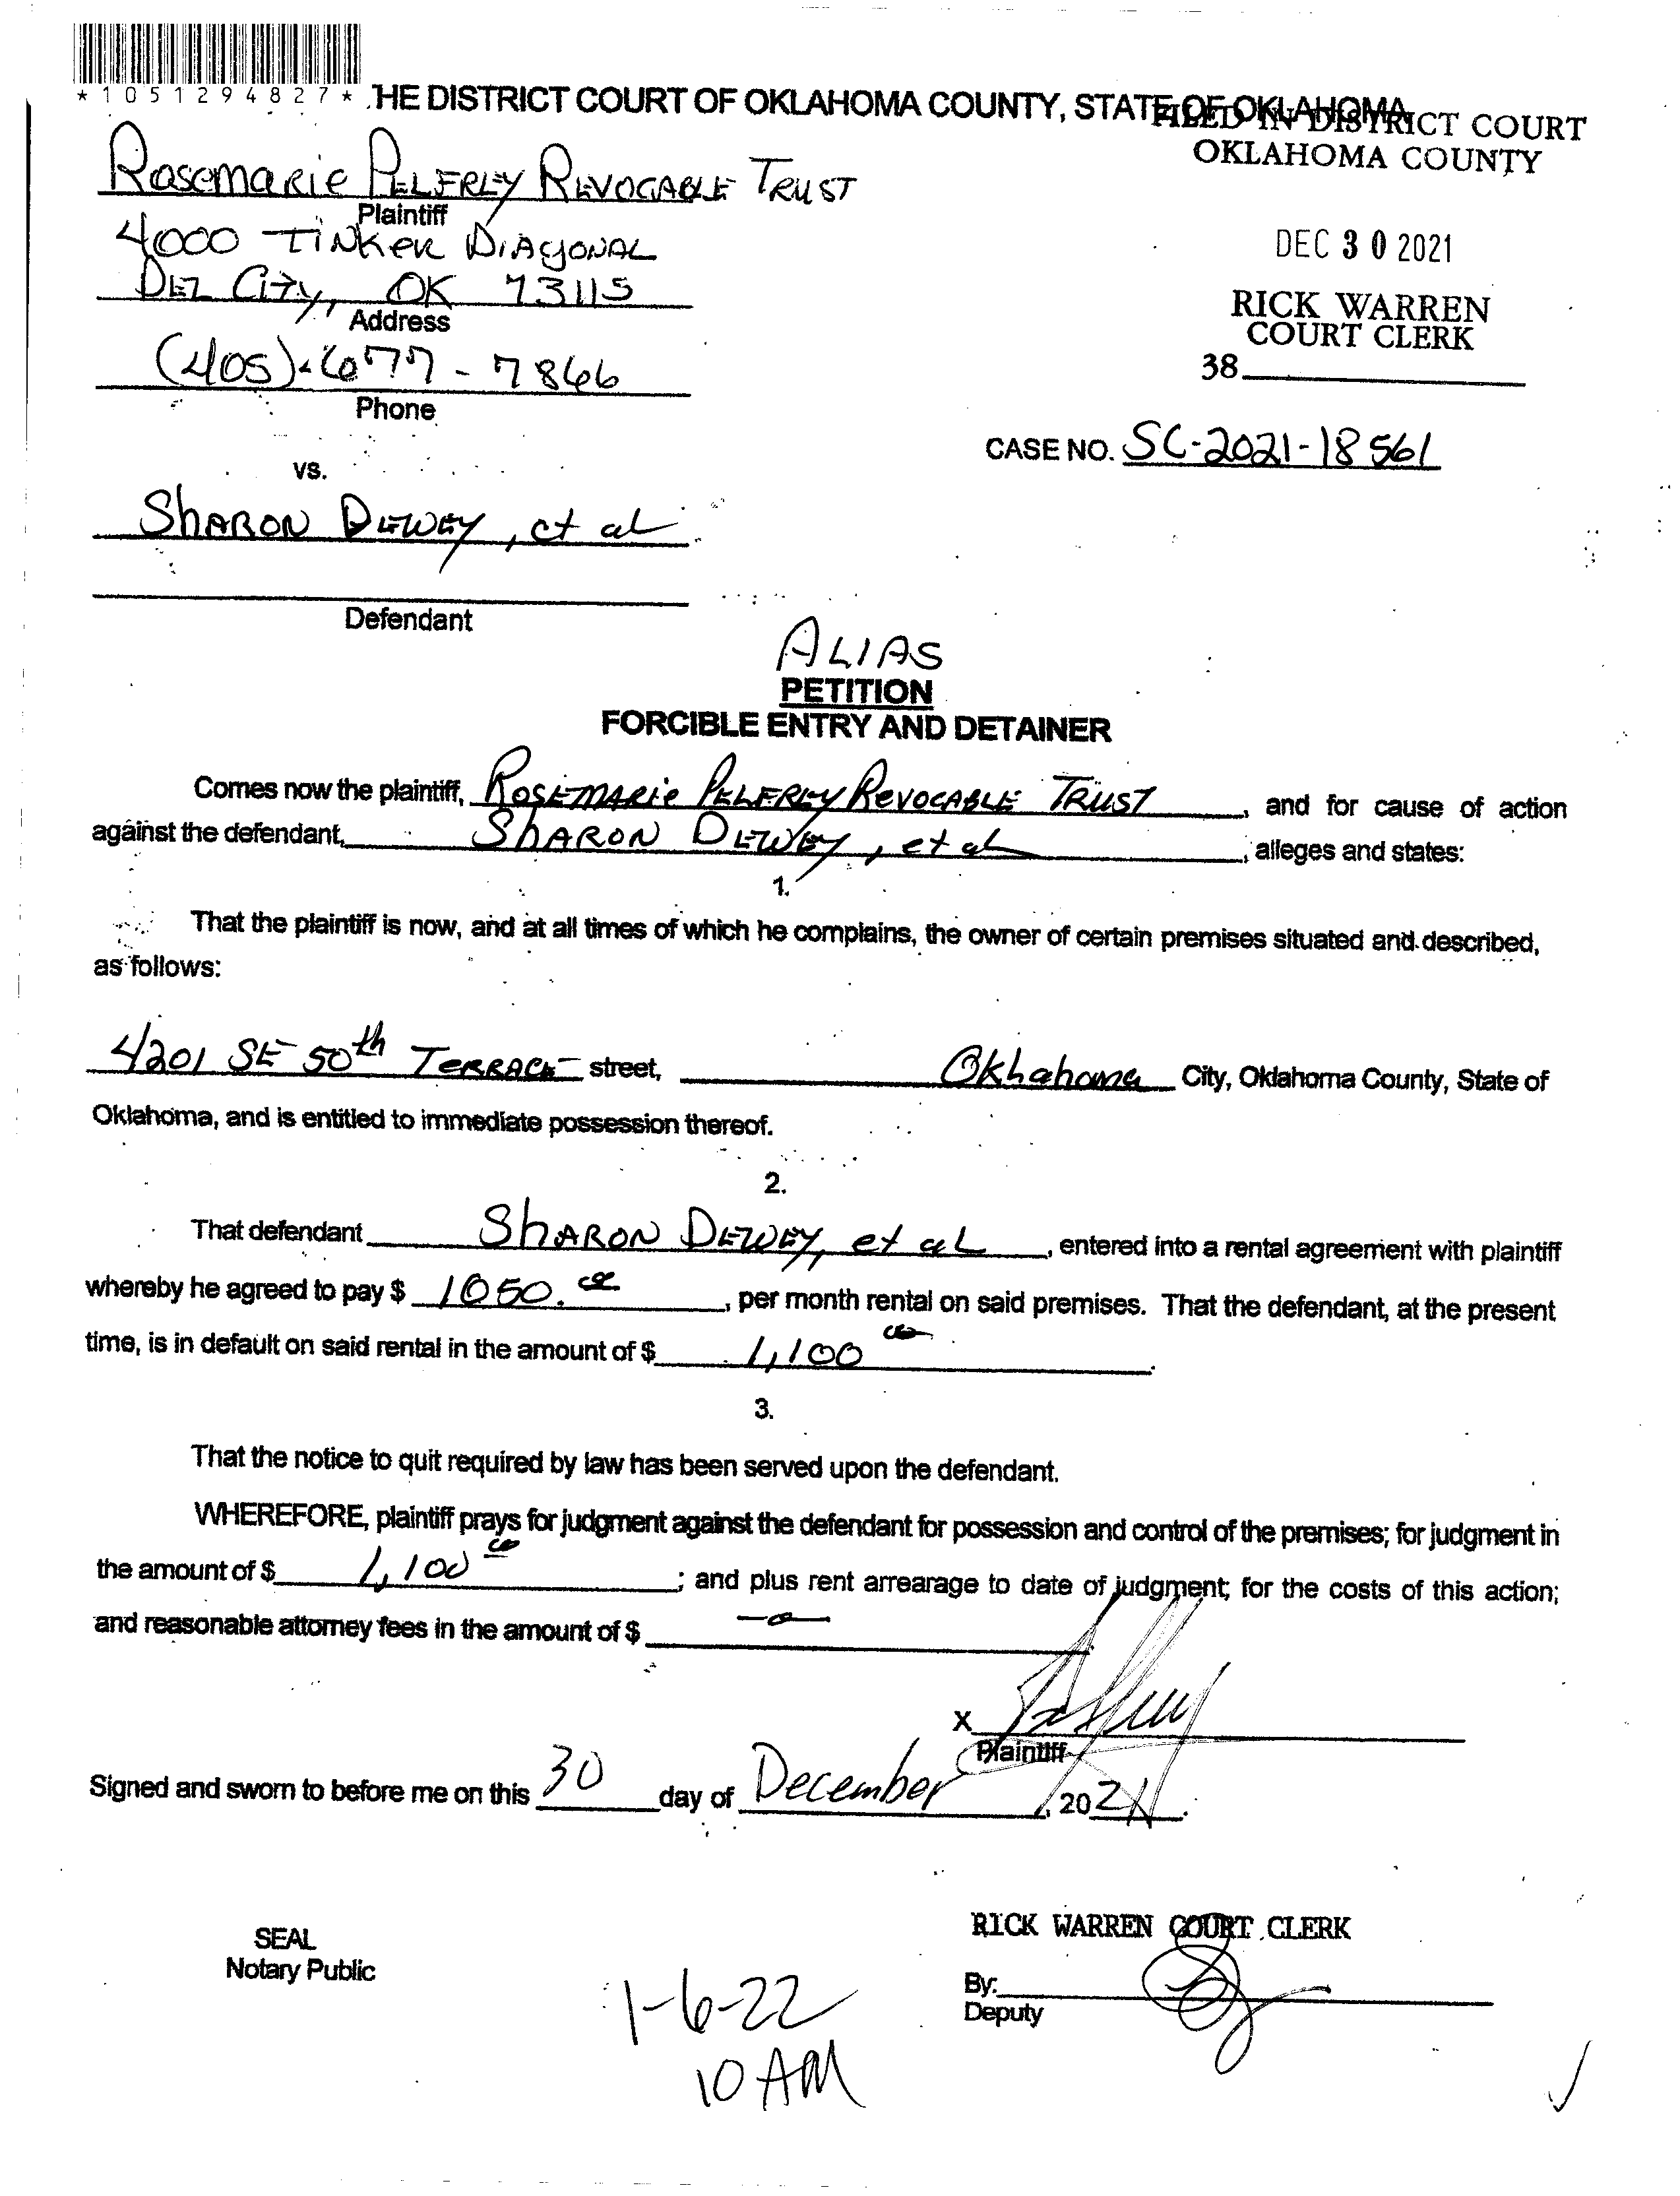 *1051294827* THE DISTRICT COURT OF OKLAHOMA COUNTY, STATE OF OKLAHOMA
FILED IN DISTRICT COURT
OKLAHOMA COUNTY
Rosemarie Pelfrey Revocable Trust
Plaintiff
4000 Tinker Diagonal
DEC 30 2021
Del City, OK 73115
Address
RICK WARREN
COURT CLERK
(405)-677-7866
38
Phone
CASE NO. SC-2021-18561
vs.
Sharon Dewey, et al
Defendant
ALIAS
PETITION
FORCIBLE ENTRY AND DETAINER
Comes now the plaintiff, Rosemarie Pelfrey Revocable Trust, and for cause of action
against the defendant, Sharon Dewey, et al, alleges and states:
1.
That the plaintiff is now, and at all times of which he complains, the owner of certain premises situated and described,
as follows:
4201 SE 50th Terrace street, Oklahoma City, Oklahoma County, State of
Oklahoma, and is entitled to immediate possession thereof.
2.
That defendant Sharon Dewey, et al, entered into a rental agreement with plaintiff
whereby he agreed to pay $ 1050.00, per month rental on said premises. That the defendant, at the present
time, is in default on said rental in the amount of $ 1,100 00.
3.
That the notice to quit required by law has been served upon the defendant.
WHEREFORE, plaintiff prays for judgment against the defendant for possession and control of the premises; for judgment in
the amount of $ 1,100 00; and plus rent arrearage to date of judgment; for the costs of this action;
and reasonable attorney fees in the amount of $ -0-
X
Plaintiff
Signed and sworn to before me on this 30 day of December, 2021.
RICK WARREN COURT CLERK
SEAL
Notary Public
By:
Deputy
1-6-22
10 AM